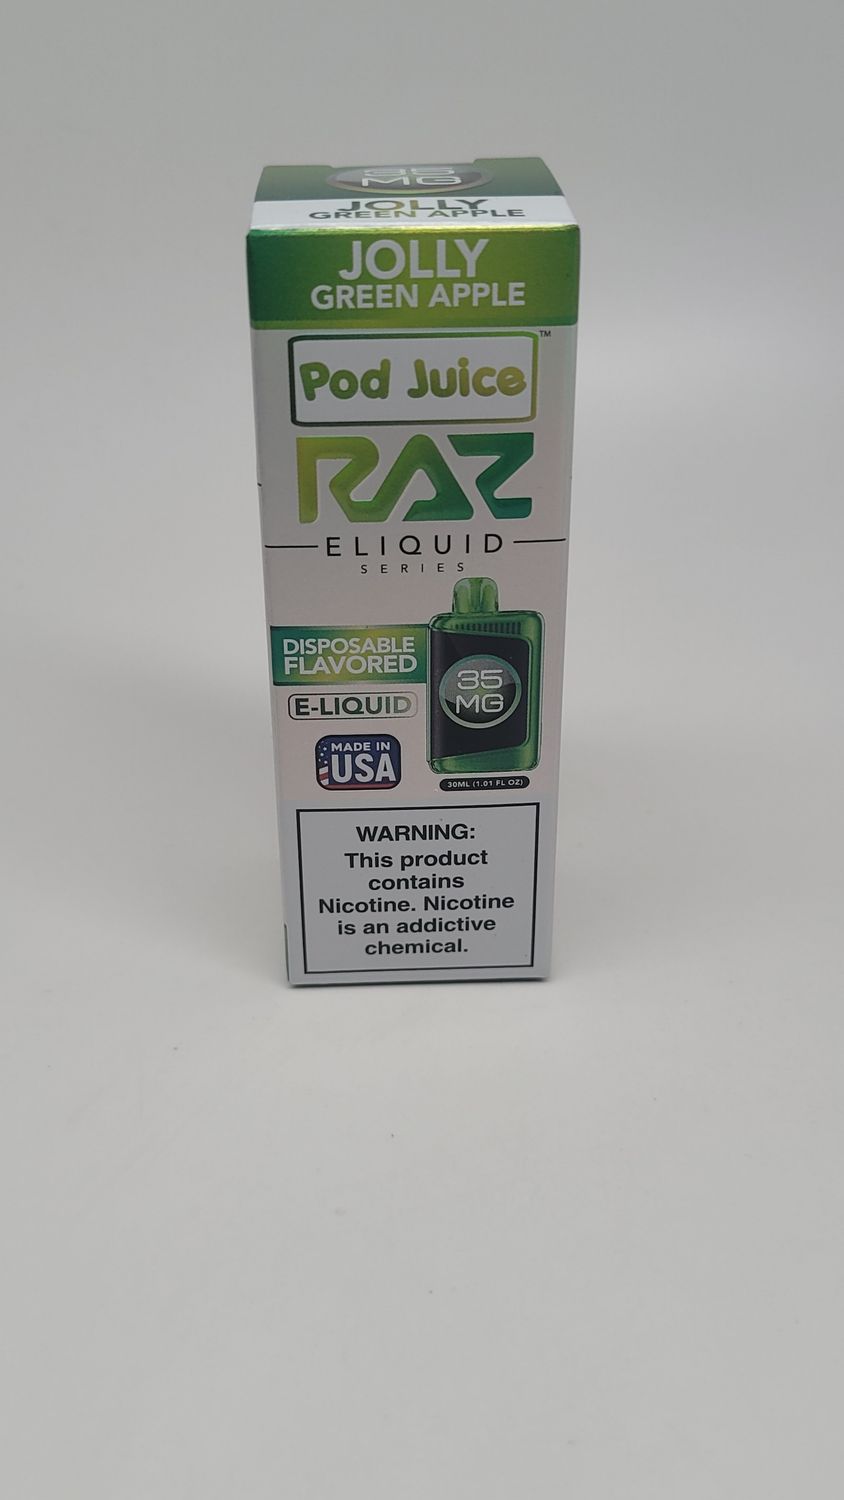 35
MG
JOLLY
GREEN APPLE
JOLLY
GREEN APPLE
Pod Juice™
RAZ
ELIQUID
SERIES
DISPOSABLE
FLAVORED
E-LIQUID
35
MG
MADE IN
USA
30ML (1.01 FL OZ)
WARNING:
This product
contains
Nicotine. Nicotine
is an addictive
chemical.